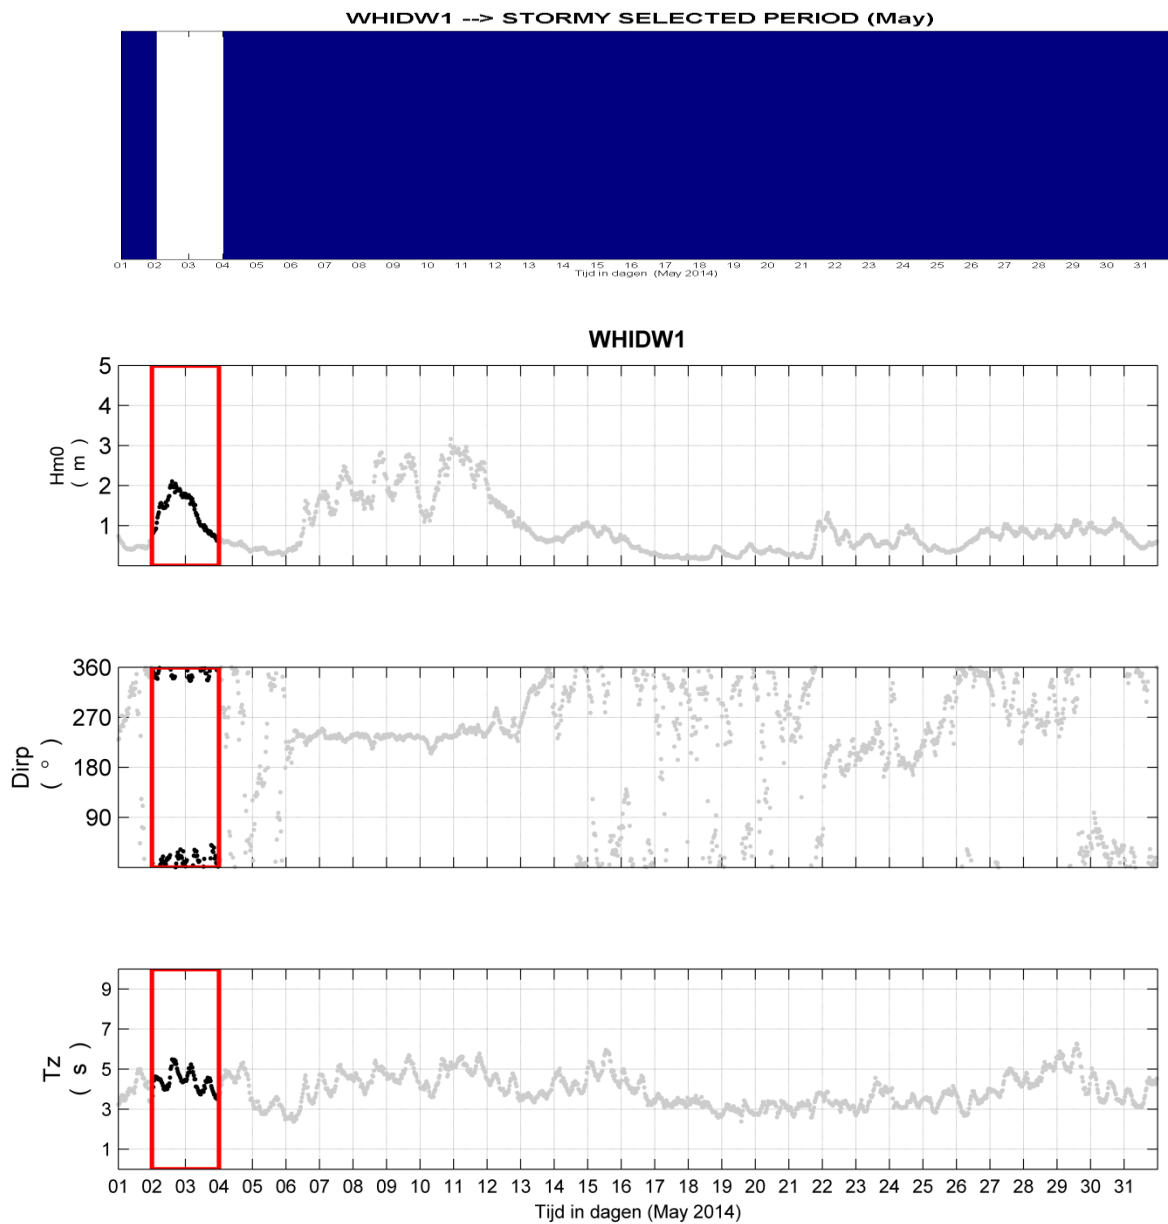 WHIDW1 --> STORMY SELECTED PERIOD (May)
01 02 03 04 05 06 07 08 09 10 11 12 13 14 15 16 17 18 19 20 21 22 23 24 25 26 27 28 29 30 31
Tijd in dagen (May 2014)
WHIDW1
Hm0
( m )
5
4
3
2
1
Dirp
( ° )
360
270
180
90
Tz
( s )
9
7
5
3
1
01 02 03 04 05 06 07 08 09 10 11 12 13 14 15 16 17 18 19 20 21 22 23 24 25 26 27 28 29 30 31
Tijd in dagen (May 2014)